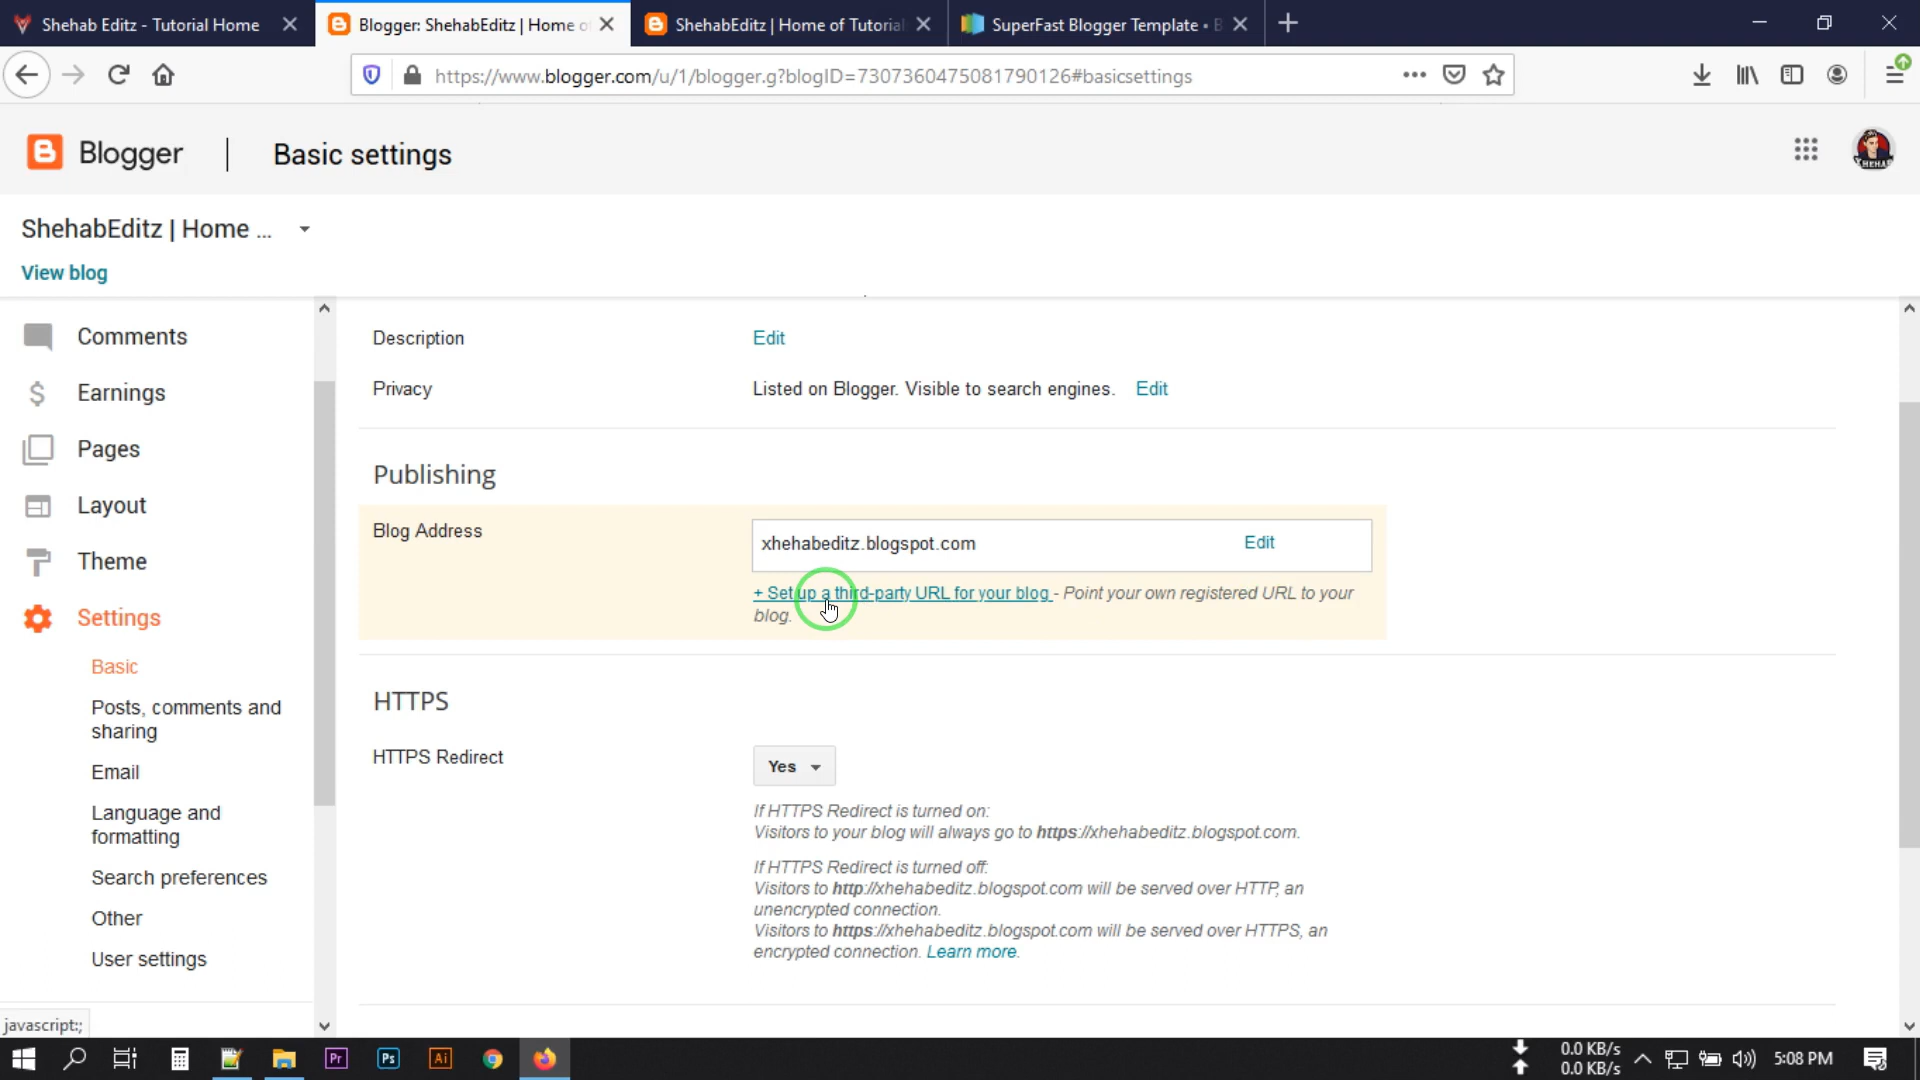 Shehab Editz - Tutorial Home
Blogger: ShehabEditz | Home o
ShehabEditz | Home of Tutorial
SuperFast Blogger Template • B
https://www.blogger.com/u/1/blogger.g?blogID=7307360475081790126#basicsettings
Blogger
Basic settings
ShehabEditz | Home ...
View blog
Comments
Earnings
Pages
Layout
Theme
Settings
Basic
Posts, comments and
sharing
Email
Language and
formatting
Search preferences
Other
User settings
Description
Edit
Privacy
Listed on Blogger. Visible to search engines. Edit
Publishing
Blog Address
xhehabeditz.blogspot.com
Edit
+ Set up a third-party URL for your blog - Point your own registered URL to your
blog.
HTTPS
HTTPS Redirect
Yes
If HTTPS Redirect is turned on:
Visitors to your blog will always go to https://xhehabeditz.blogspot.com.
If HTTPS Redirect is turned off:
Visitors to http://xhehabeditz.blogspot.com will be served over HTTP, an
unencrypted connection.
Visitors to https://xhehabeditz.blogspot.com will be served over HTTPS, an
encrypted connection. Learn more.
javascript:;
Pr
Ps
Ai
0.0 KB/s
0.0 KB/s
5:08 PM